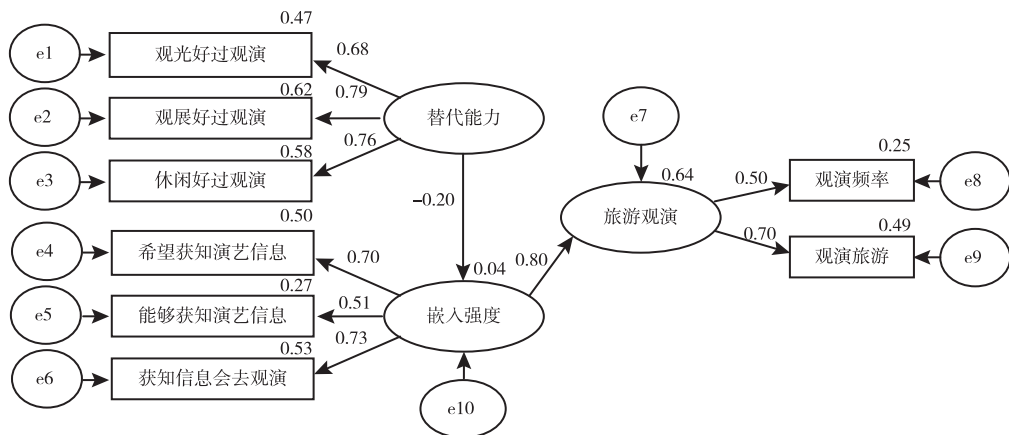 0.47
e1
观光好过观演
0.68
0.62
e2
观展好过观演
0.79
替代能力
e7
0.58
e3
休闲好过观演
0.76
0.25
0.50
观演频率
e8
0.64
旅游观演
−0.20
0.50
e4
希望获知演艺信息
0.70
0.49
0.70
观演旅游
e9
0.04
0.80
0.27
e5
能够获知演艺信息
0.51
嵌入强度
0.53
0.73
e6
获知信息会去观演
e10